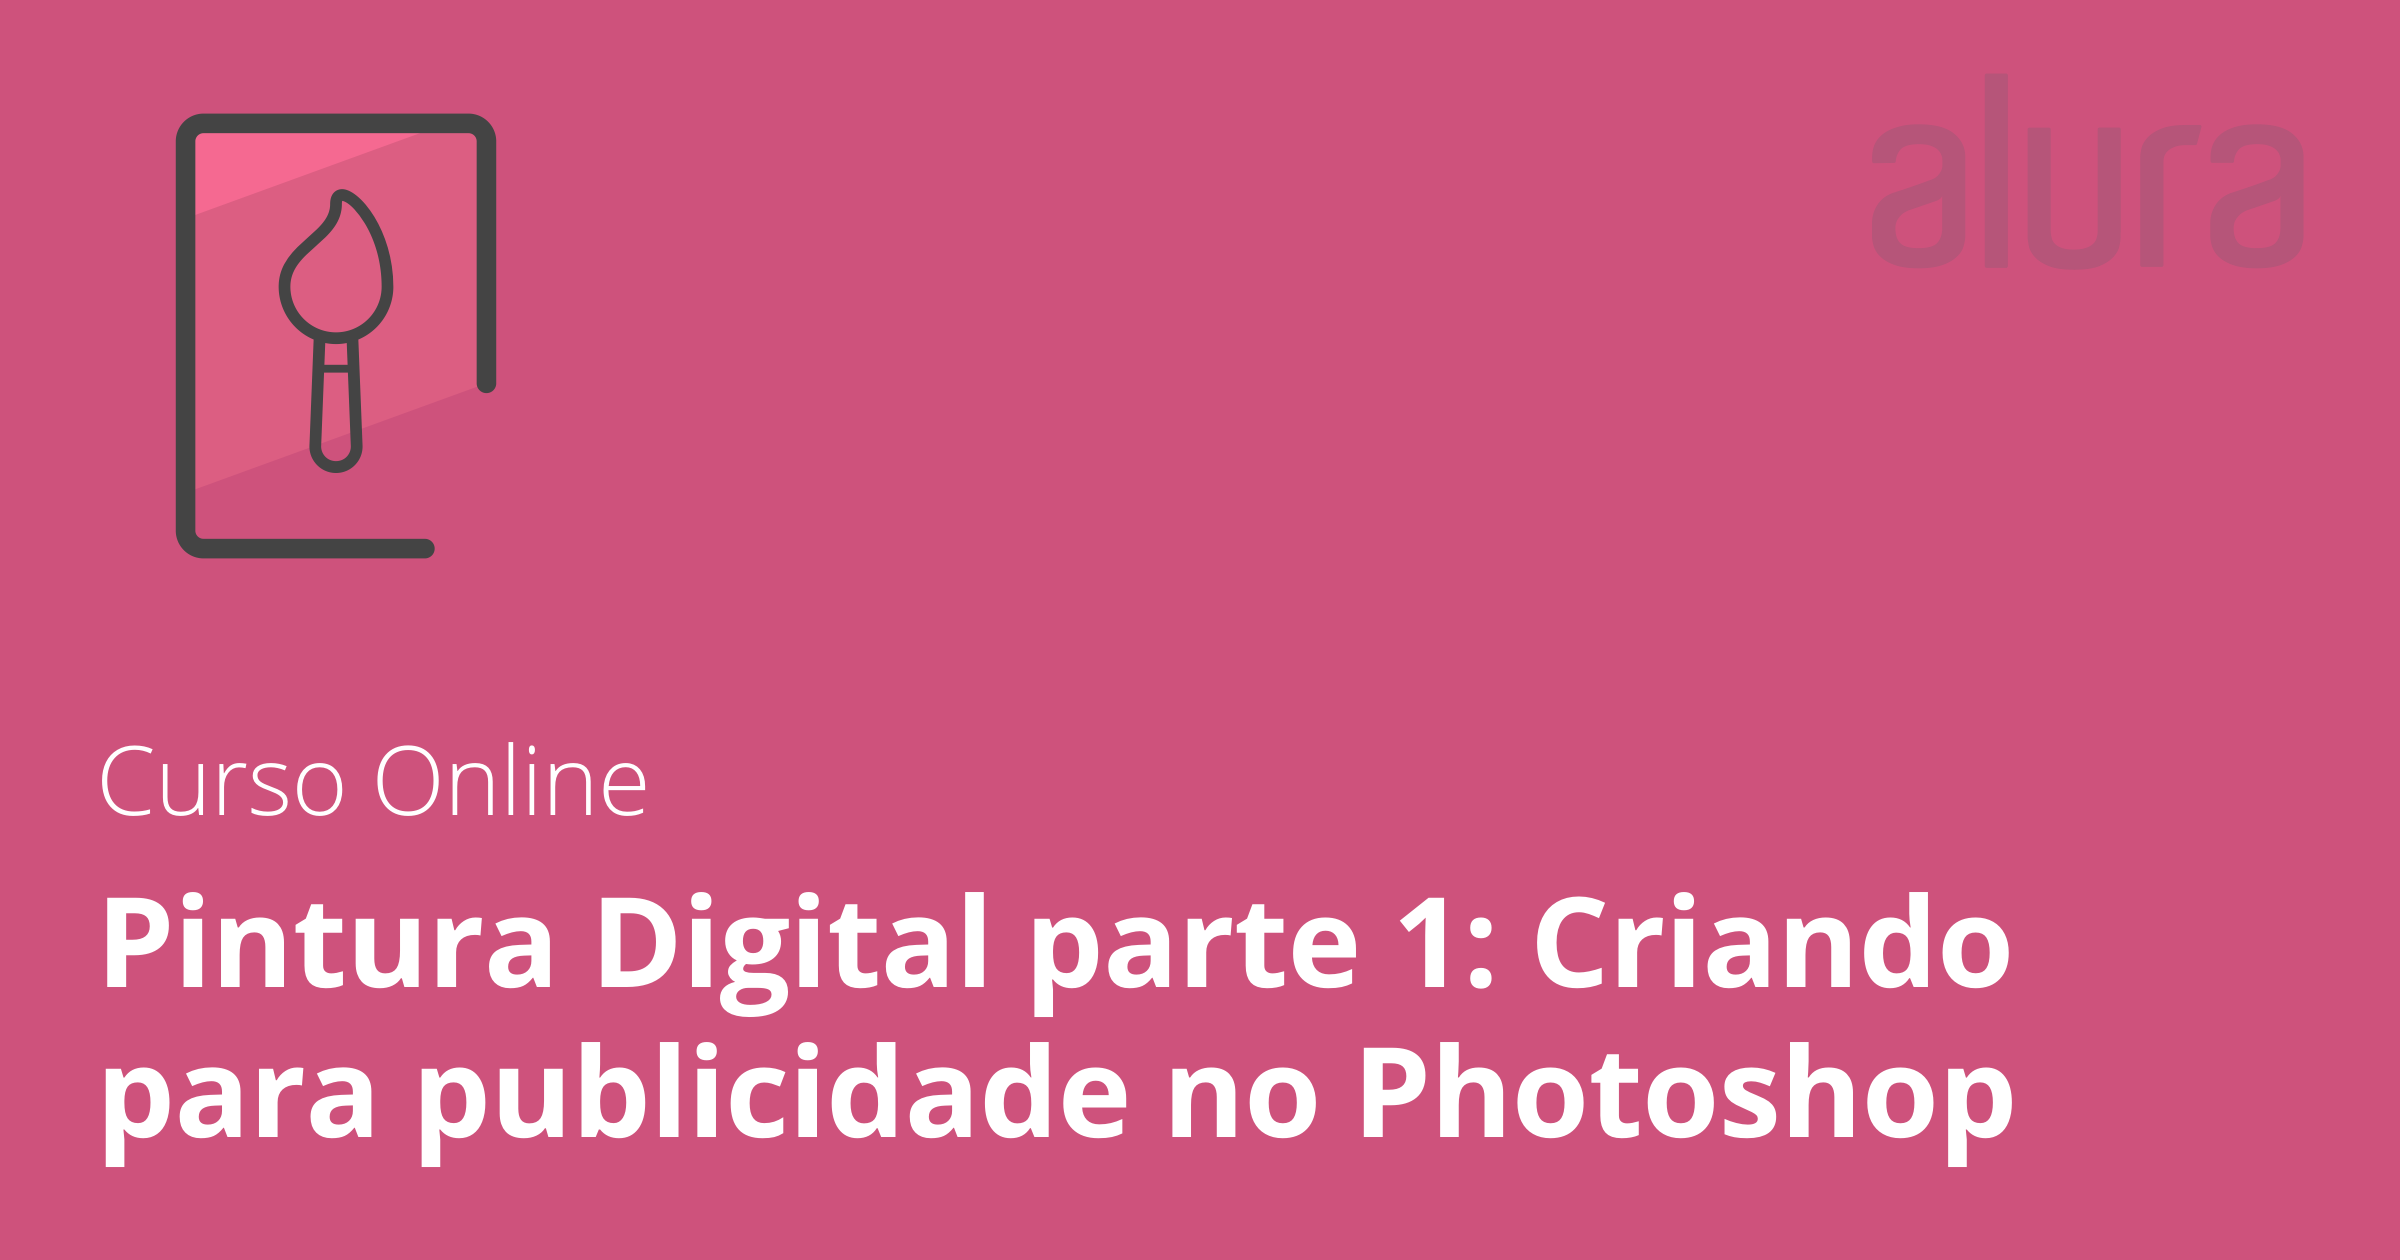 alura
Curso Online
Pintura Digital parte 1: Criando
para publicidade no Photoshop